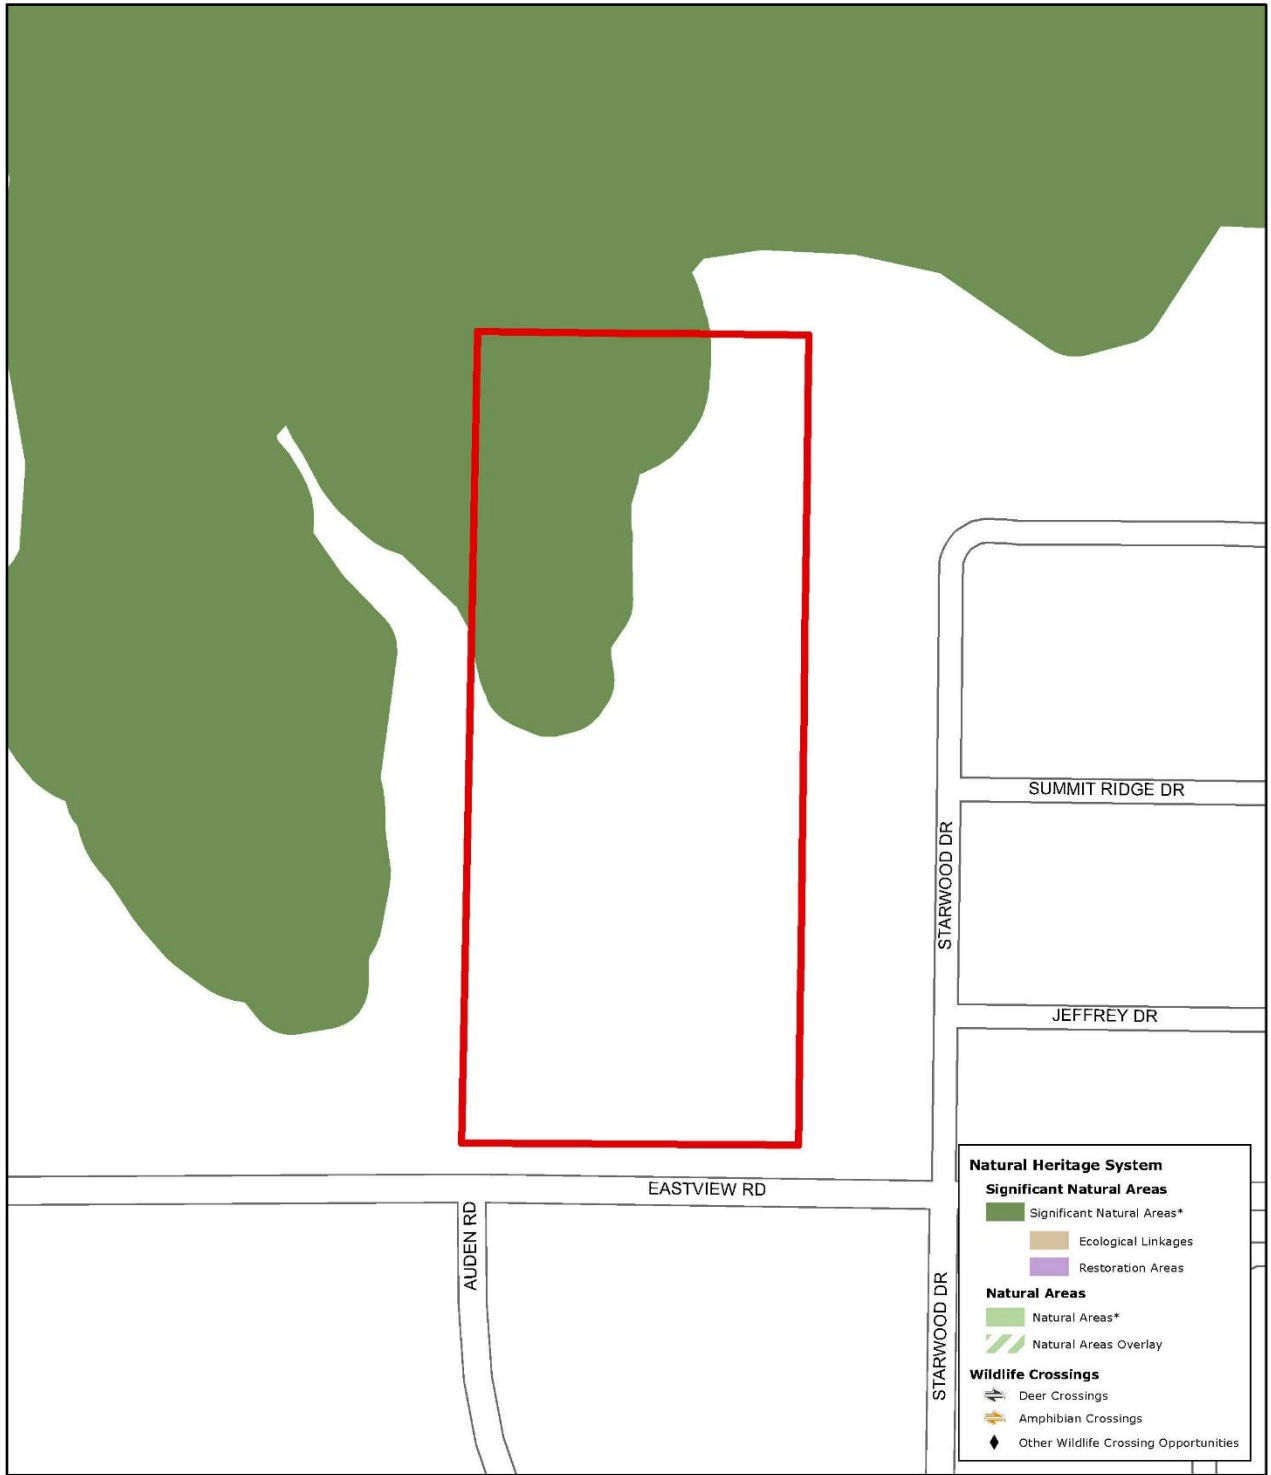 SUMMIT RIDGE DR
STARWOOD DR
JEFFREY DR
EASTVIEW RD
AUDEN RD
STARWOOD DR
Natural Heritage System
Significant Natural Areas
Significant Natural Areas*
Ecological Linkages
Restoration Areas
Natural Areas
Natural Areas*
Natural Areas Overlay
Wildlife Crossings
Deer Crossings
Amphibian Crossings
Other Wildlife Crossing Opportunities